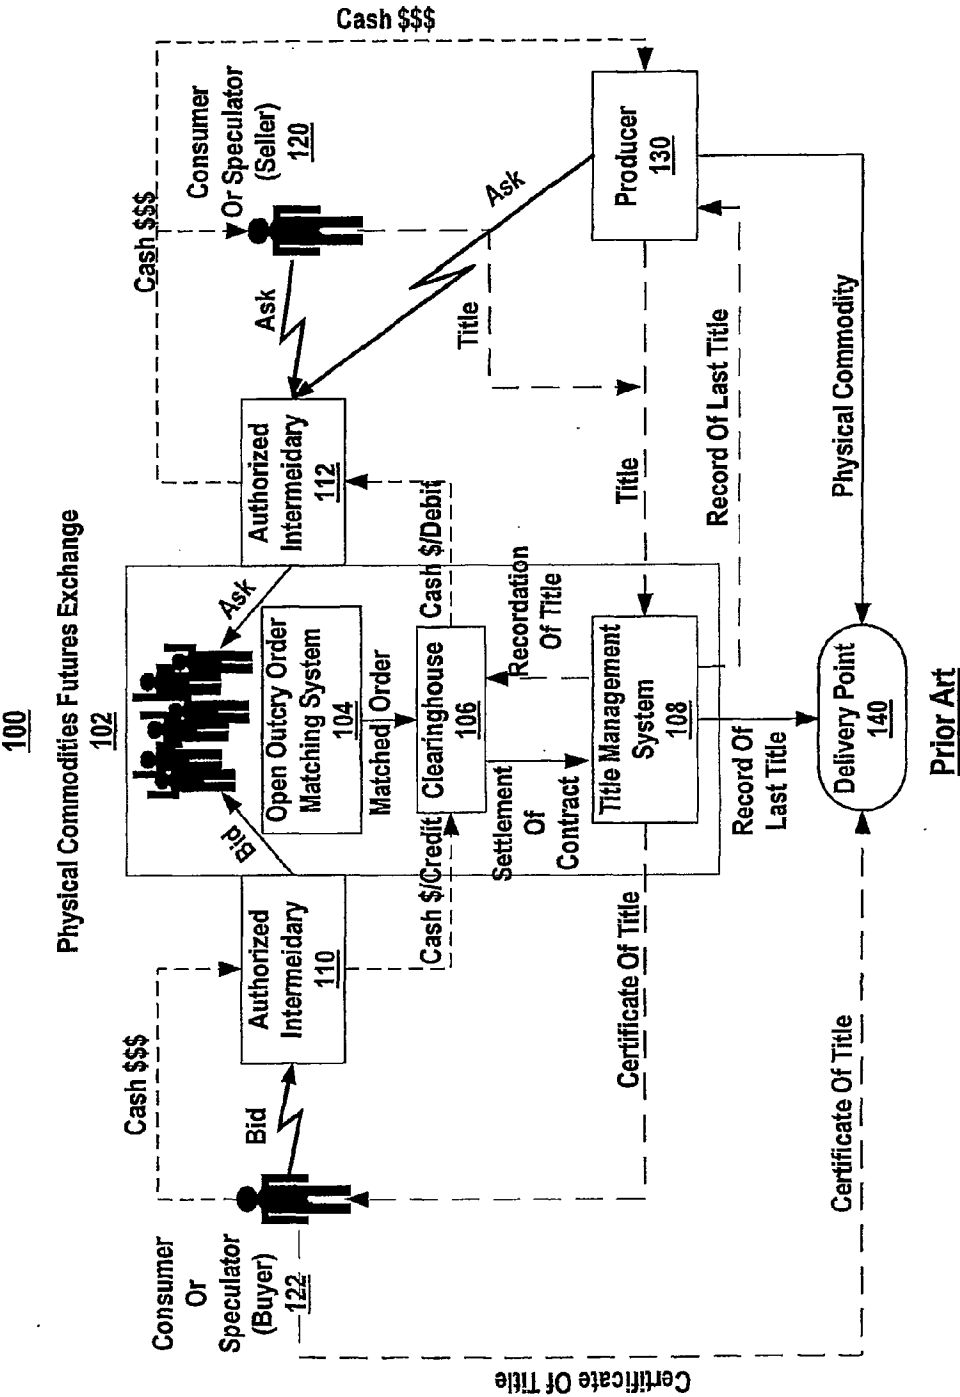 100
Physical Commodities Futures Exchange
102
Cash $$$
Cash $$$
Cash $$$
Consumer
Or
Speculator
(Buyer)
122
Bid
Authorized
Intermeidary
110
Bid
Ask
Open Outcry Order
Matching System
104
Authorized
Intermeidary
112
Ask
Consumer
Or Speculator
(Seller)
120
Ask
Matched Order
Cash $/Credit
Clearinghouse
106
Cash $/Debit
Title
Settlement
Of
Contract
Recordation
Of Title
Producer
130
Certificate Of Title
Title Management
System
108
Title
Record Of
Last Title
Record Of Last Title
Certificate Of Title
Certificate Of Title
Delivery Point
140
Physical Commodity
Prior Art